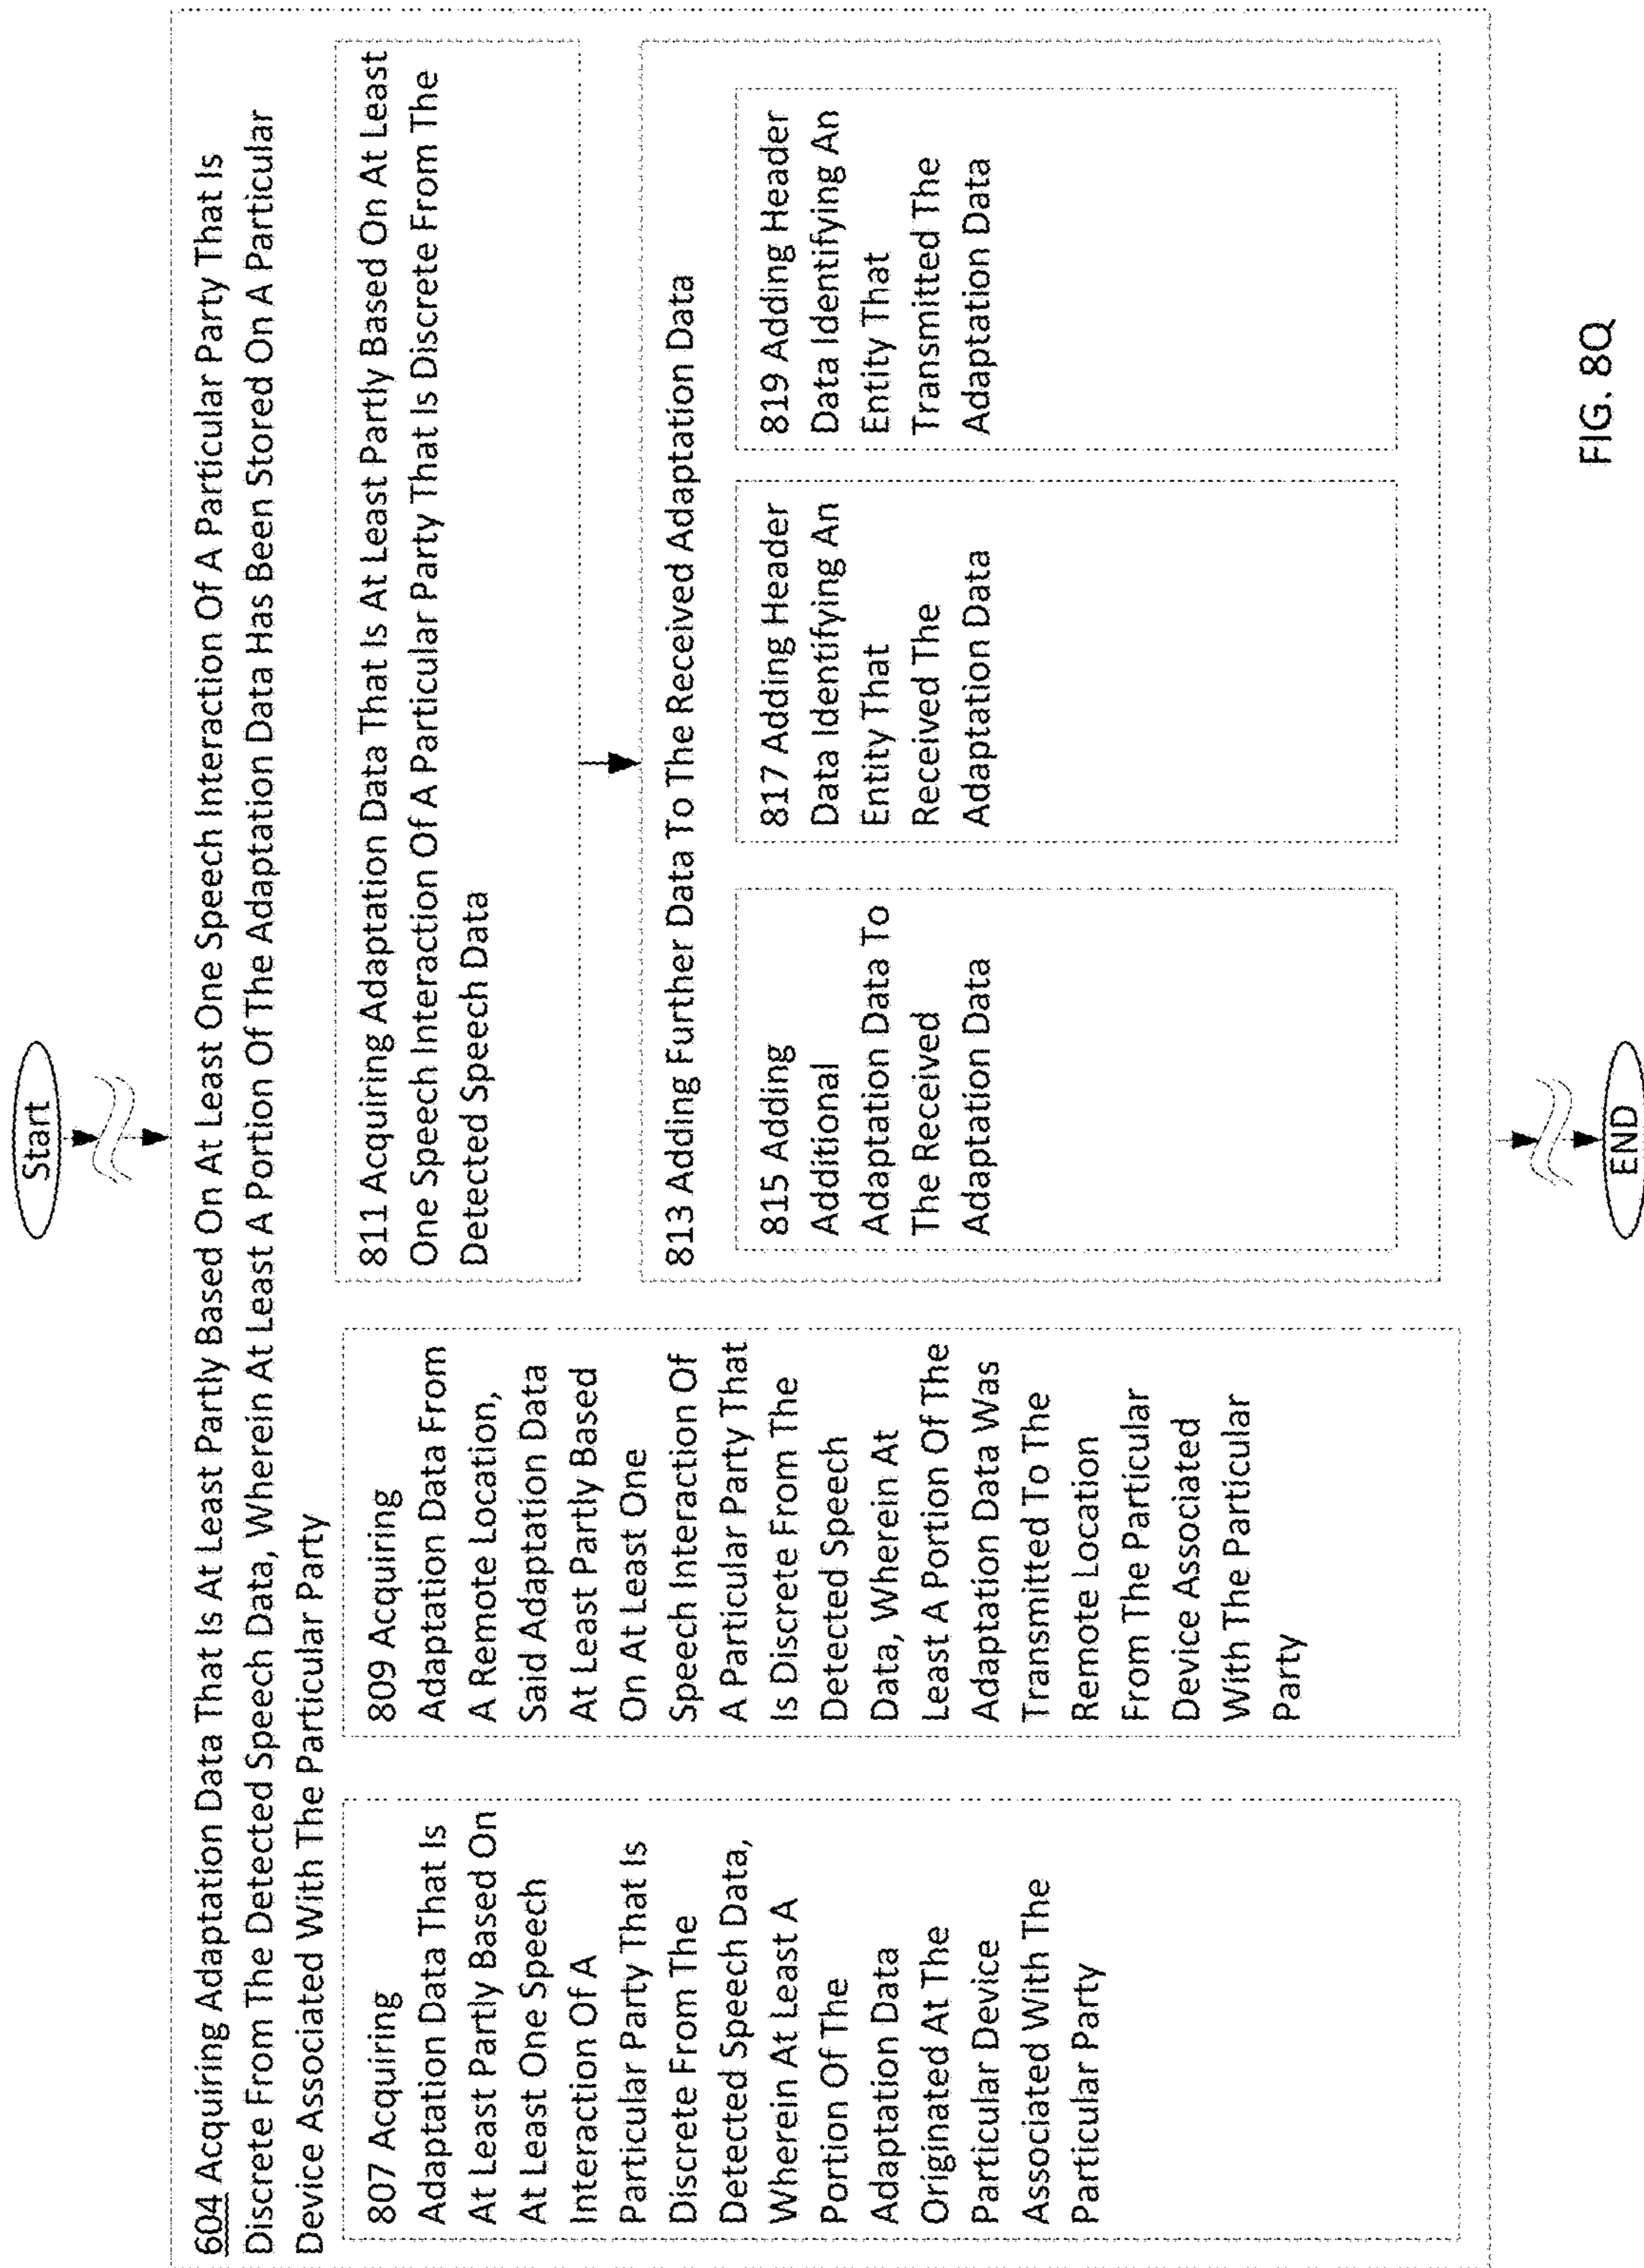 Start
604 Acquiring Adaptation Data That Is At Least Partly Based On At Least One Speech Interaction Of A Particular Party That Is
Discrete From The Detected Speech Data, Wherein At Least A Portion Of The Adaptation Data Has Been Stored On A Particular
Device Associated With The Particular Party
807 Acquiring
Adaptation Data That Is
At Least Partly Based On
At Least One Speech
Interaction Of A
Particular Party That Is
Discrete From The
Detected Speech Data,
Wherein At Least A
Portion Of The
Adaptation Data
Originated At The
Particular Device
Associated With The
Particular Party
809 Acquiring
Adaptation Data From
A Remote Location,
Said Adaptation Data
At Least Partly Based
On At Least One
Speech Interaction Of
A Particular Party That
Is Discrete From The
Detected Speech
Data, Wherein At
Least A Portion Of The
Adaptation Data Was
Transmitted To The
Remote Location
From The Particular
Device Associated
With The Particular
Party
811 Acquiring Adaptation Data That Is At Least Partly Based On At Least
One Speech Interaction Of A Particular Party That Is Discrete From The
Detected Speech Data
813 Adding Further Data To The Received Adaptation Data
815 Adding
Additional
Adaptation Data To
The Received
Adaptation Data
817 Adding Header
Data Identifying An
Entity That
Received The
Adaptation Data
819 Adding Header
Data Identifying An
Entity That
Transmitted The
Adaptation Data
END
FIG. 8Q